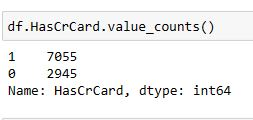 df.HasCrCard.value_counts()
1    7055
0    2945
Name: HasCrCard, dtype: int64